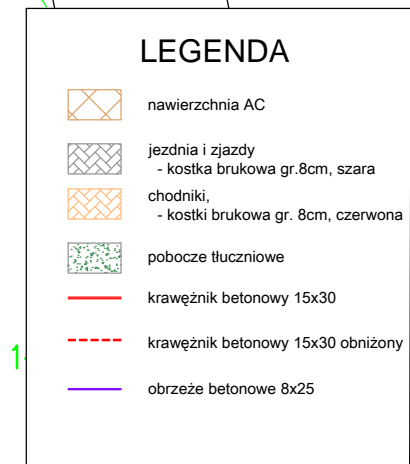 LEGENDA
nawierzchnia AC
jezdnia i zjazdy
- kostka brukowa gr.8cm, szara
chodniki,
- kostki brukowa gr. 8cm, czerwona
pobocze tłuczniowe
krawężnik betonowy 15x30
krawężnik betonowy 15x30 obniżony
1
obrzeże betonowe 8x25